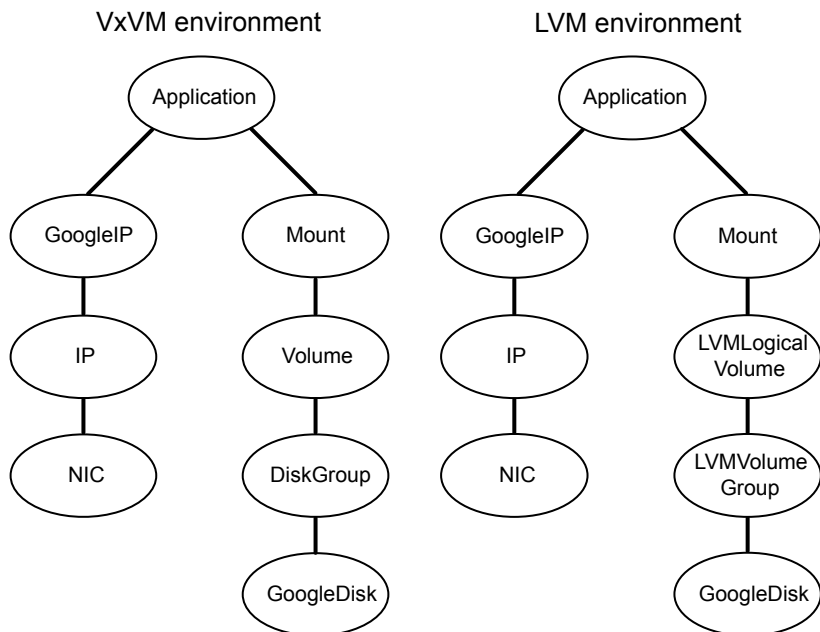 VxVM environment
LVM environment
Application
Application
GoogleIP
Mount
GoogleIP
Mount
IP
Volume
IP
LVMLogical
Volume
NIC
DiskGroup
NIC
LVMVolume
Group
GoogleDisk
GoogleDisk